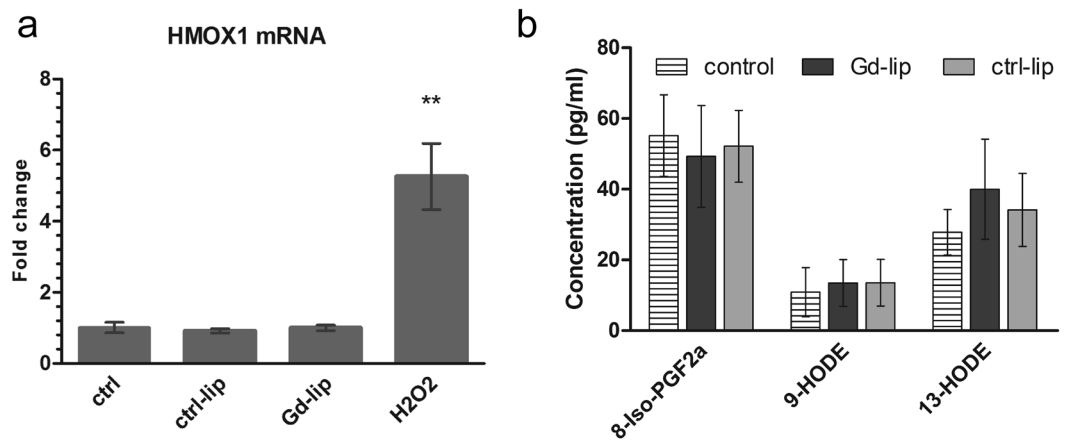 a
HMOX1 mRNA
Fold change
8
6
4
2
0
**
ctrl
ctrl-lip
Gd-lip
H2O2
b
Concentration (pg/ml)
80
60
40
20
0
control Gd-lip ctrl-lip
8-Iso-PGF2a
9-HODE
13-HODE